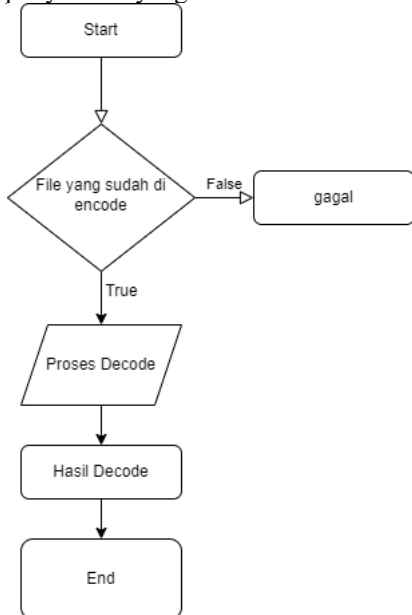 Start
File yang sudah di
encode
False
gagal
True
Proses Decode
Hasil Decode
End